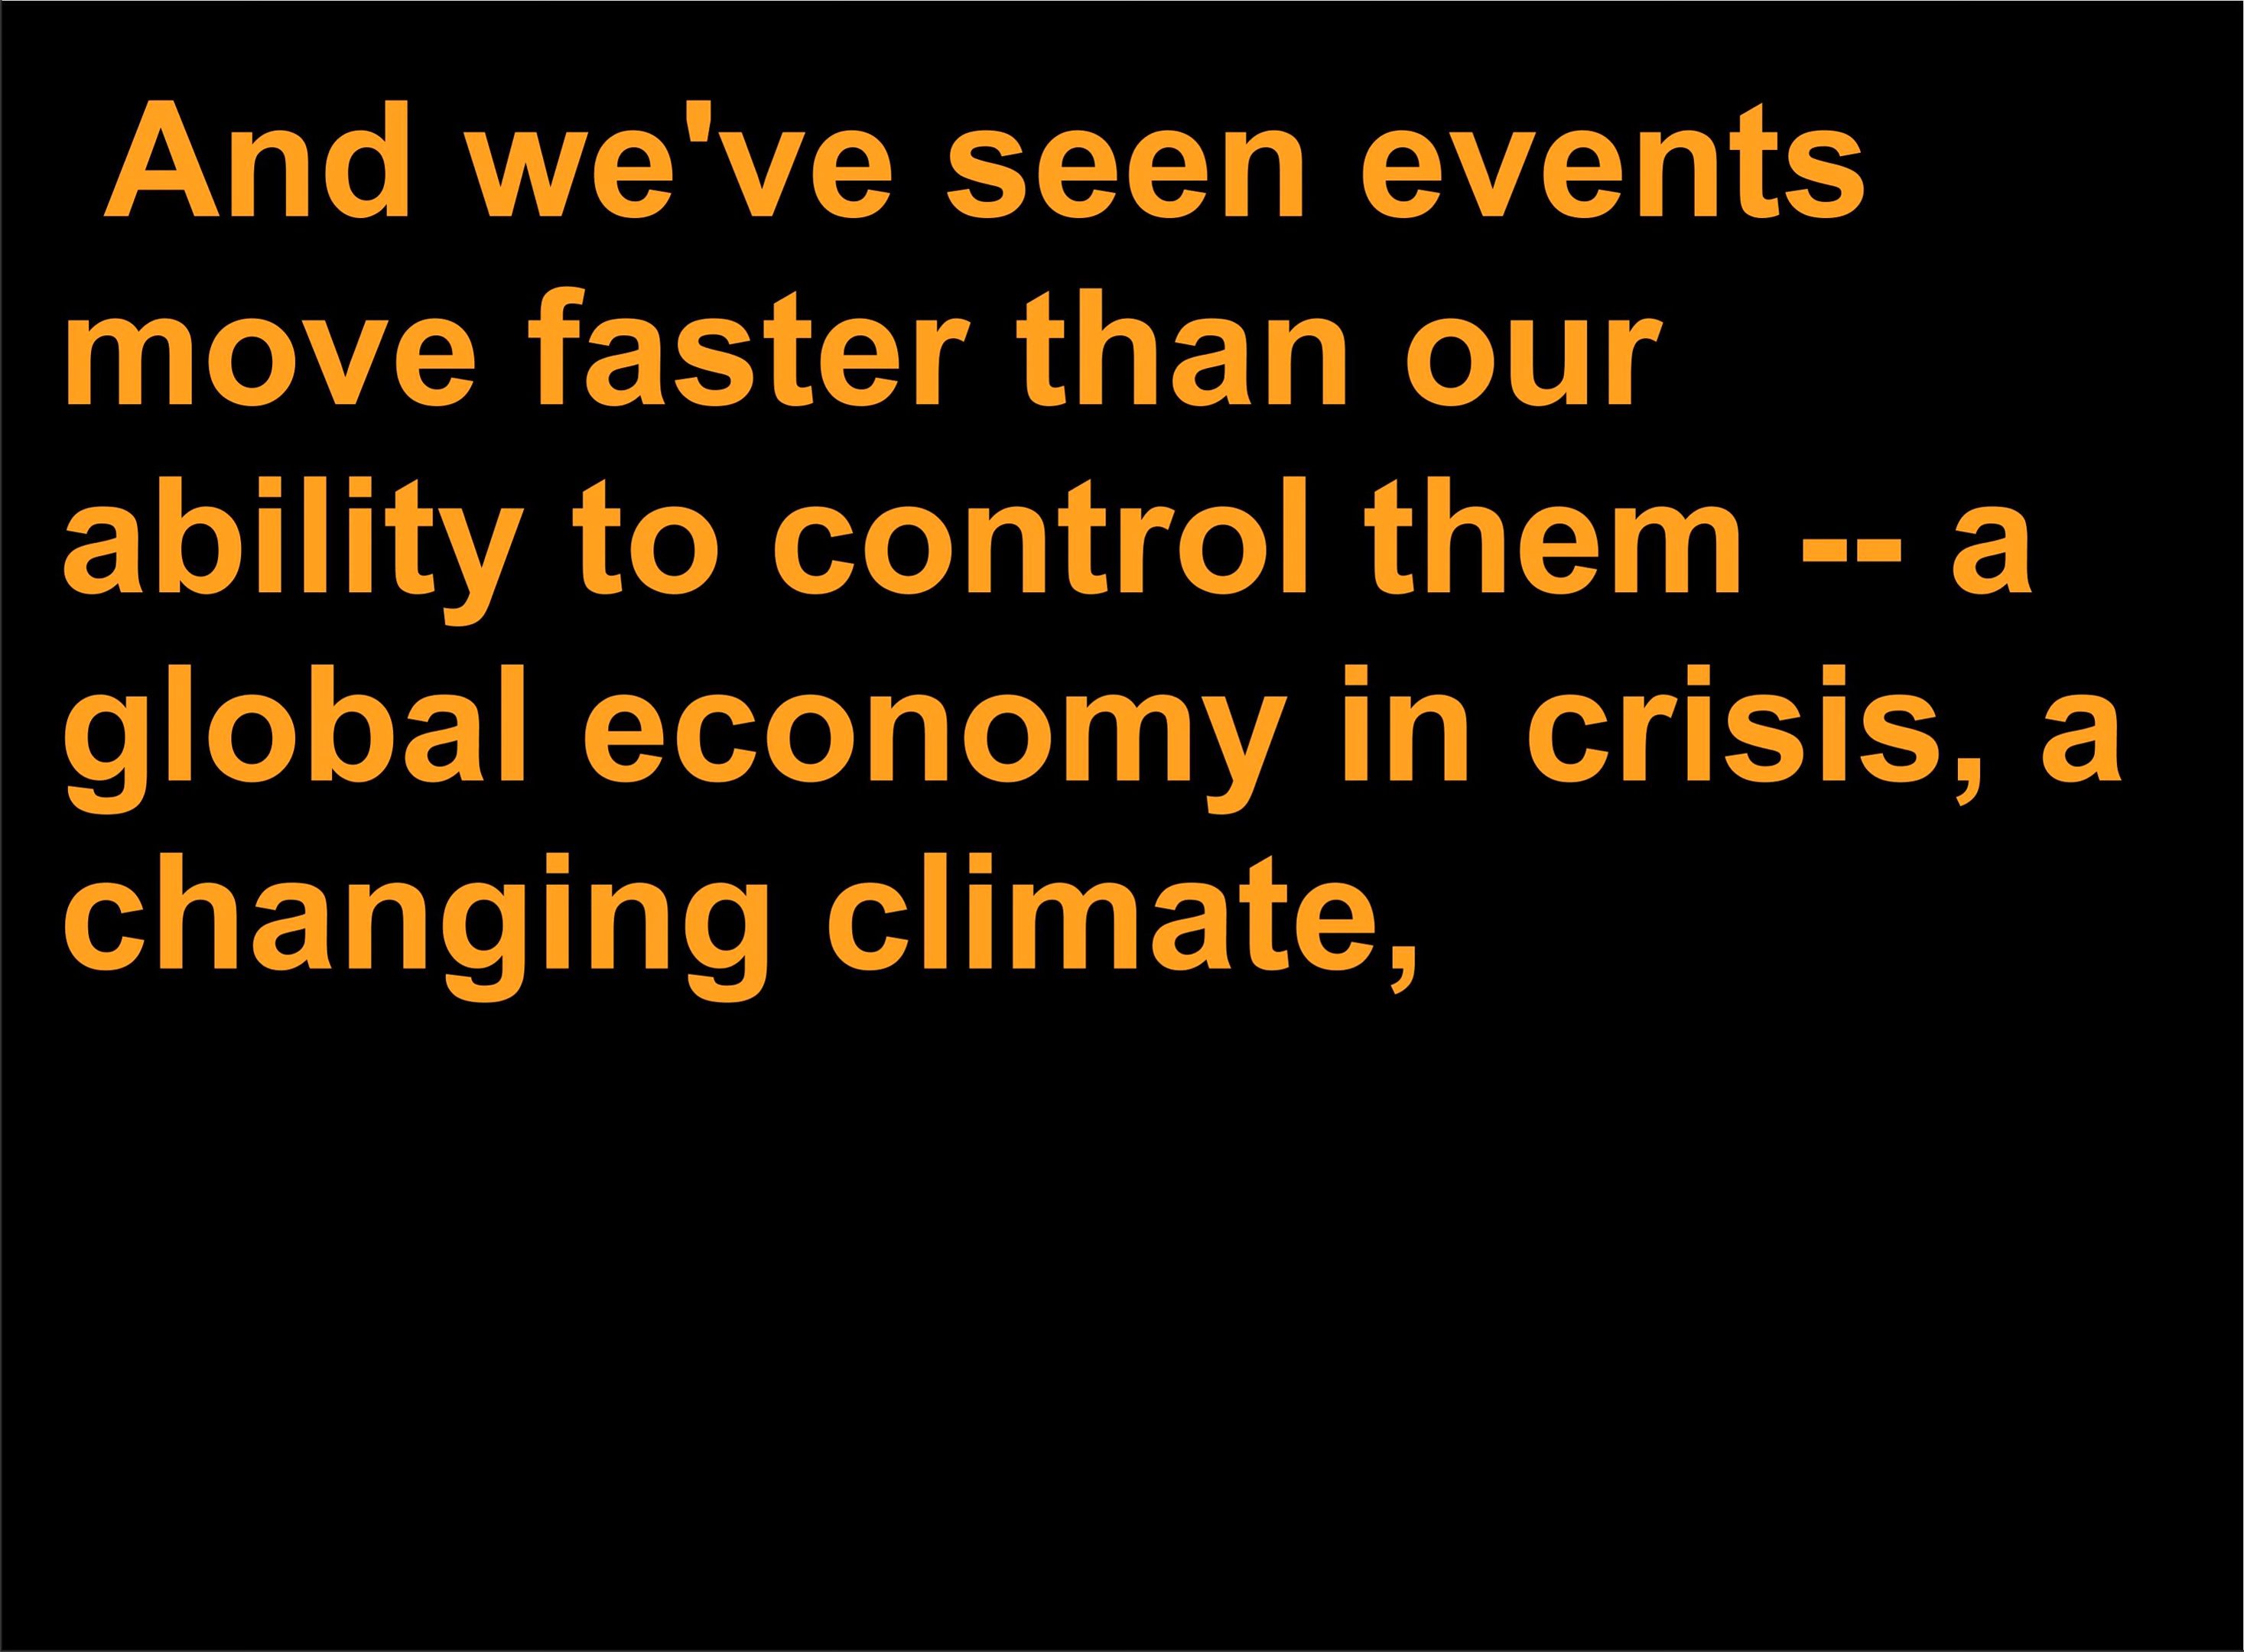 And we've seen events
move faster than our
ability to control them -- a
global economy in crisis, a
changing climate,